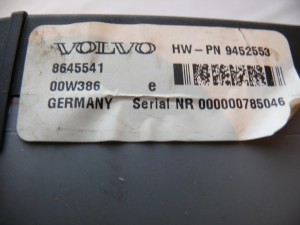 VOLVO HW-PN 9452553
8645541
00W386 e
GERMANY Serial NR 000000785046